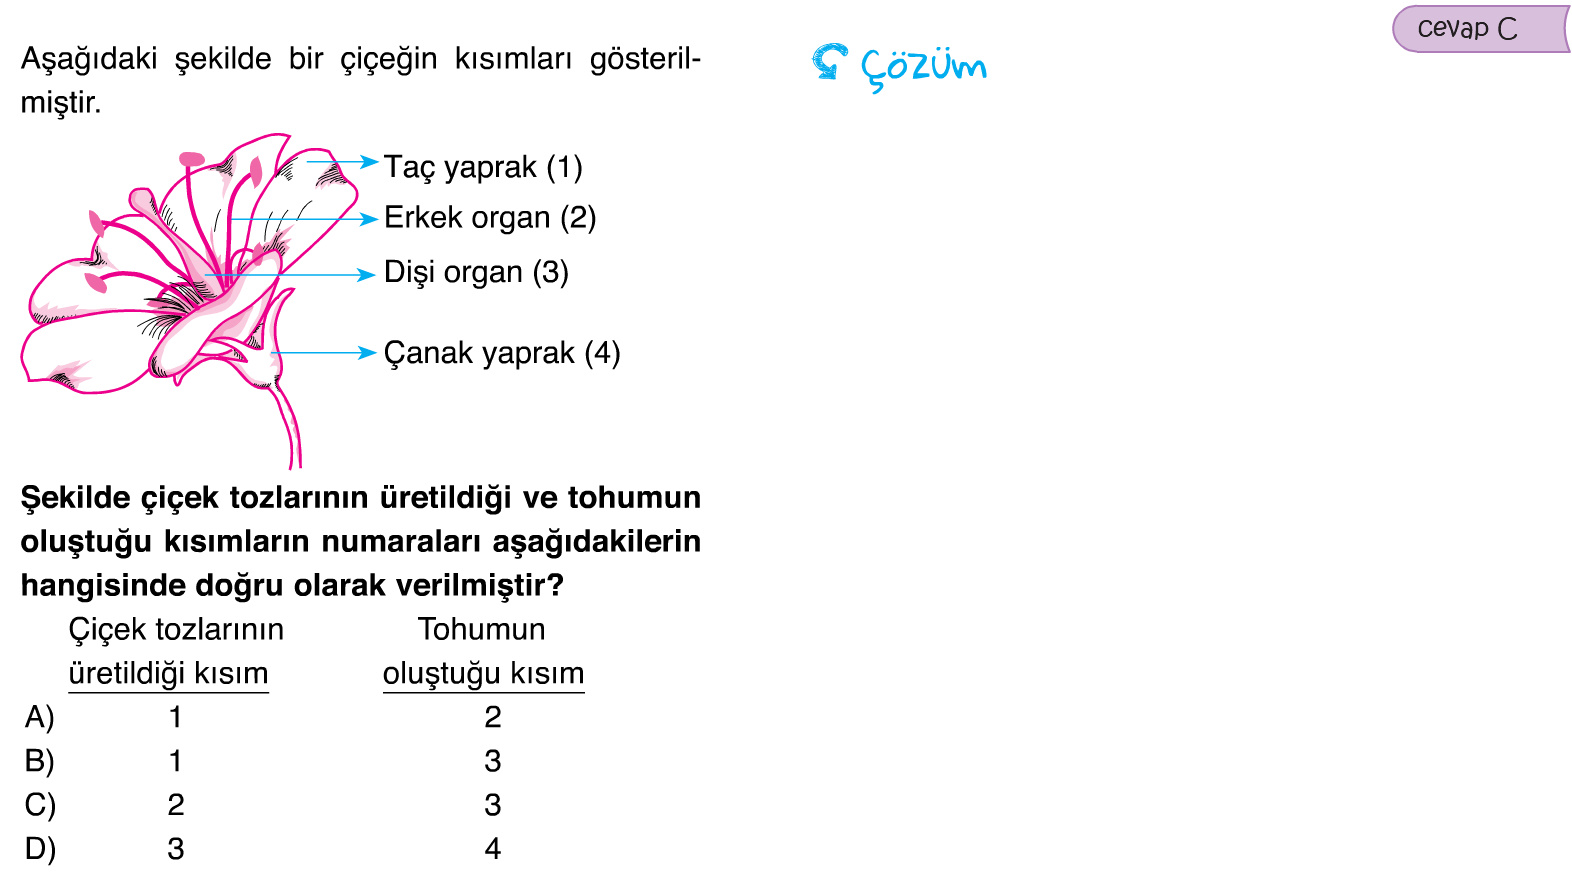 Aşağıdaki şekilde bir çiçeğin kısımları gösteril-
miştir.
Taç yaprak (1)
Erkek organ (2)
Dişi organ (3)
Çanak yaprak (4)
Şekilde çiçek tozlarının üretildiği ve tohumun
oluştuğu kısımların numaraları aşağıdakilerin
hangisinde doğru olarak verilmiştir?
Çiçek tozlarının Tohumun
üretildiği kısım oluştuğu kısım
A) 1 2
B) 1 3
C) 2 3
D) 3 4
Çözüm
cevap C